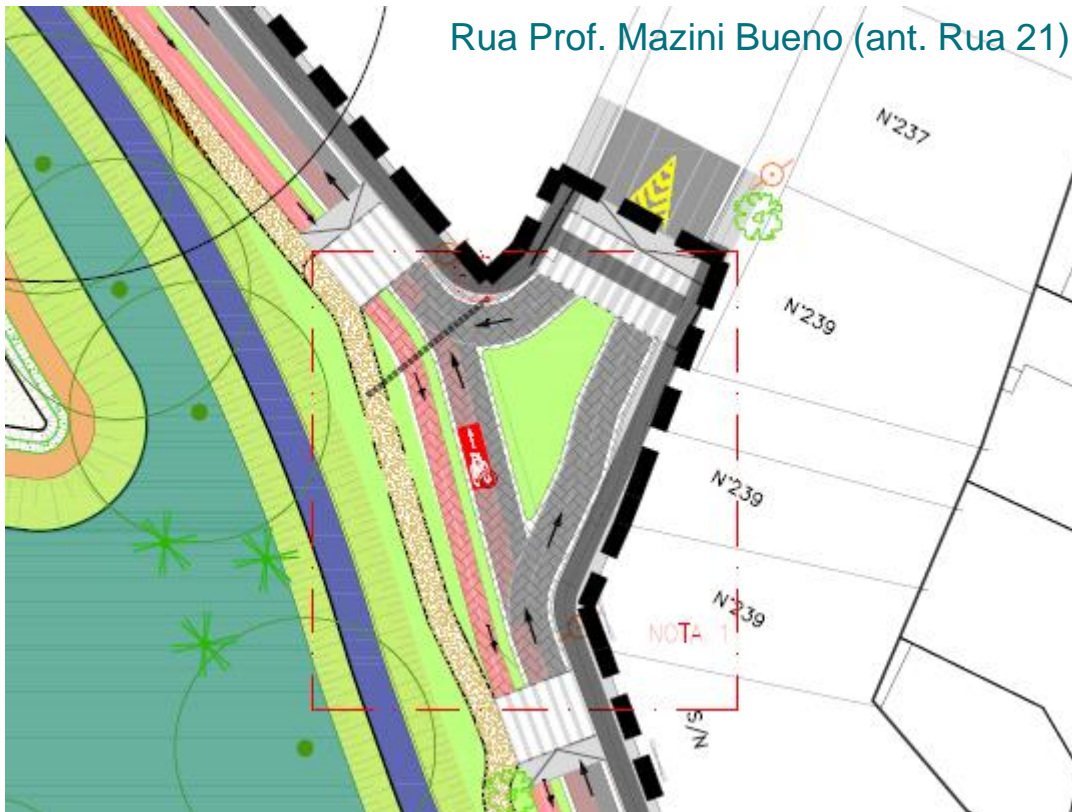 Rua Prof. Mazini Bueno (ant. Rua 21)
N°237
N°239
N°239
N°239
NOTA 1
S/N